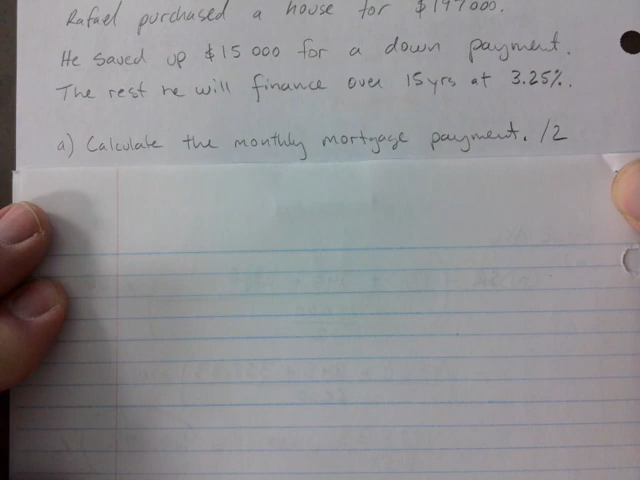 Rafael purchased a house for $197000.
He saved up $15 000 for a down payment.
The rest he will finance over 15yrs at 3.25%.
a) Calculate the monthly mortgage payment. /2